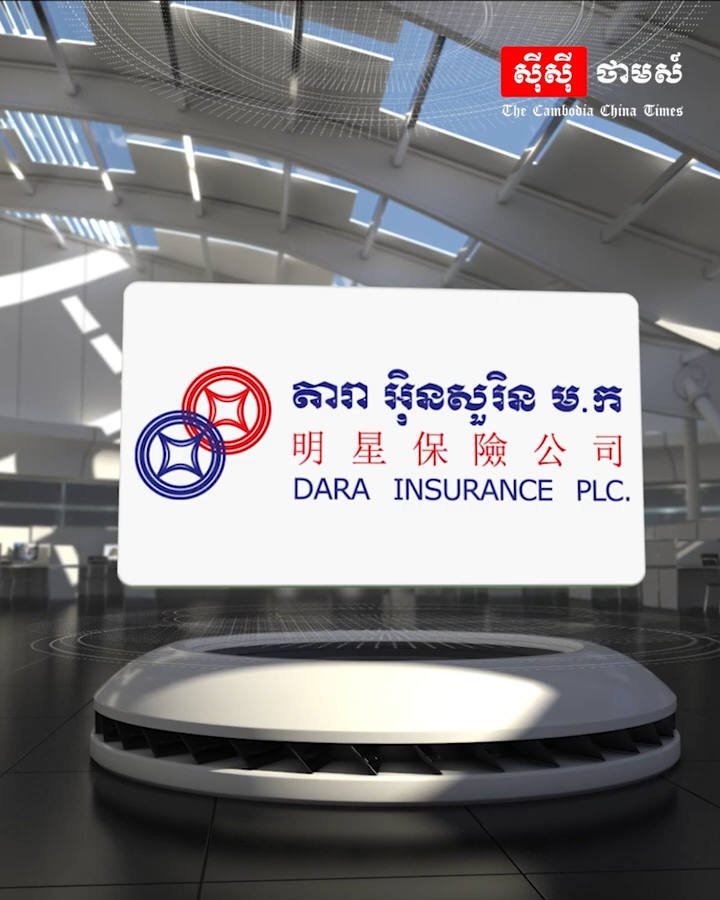 ស៊ីស៊ី ថាមស៍
The Cambodia China Times
តារា អ៊ិនសួរិន ម.ក
明星保險公司
DARA INSURANCE PLC.